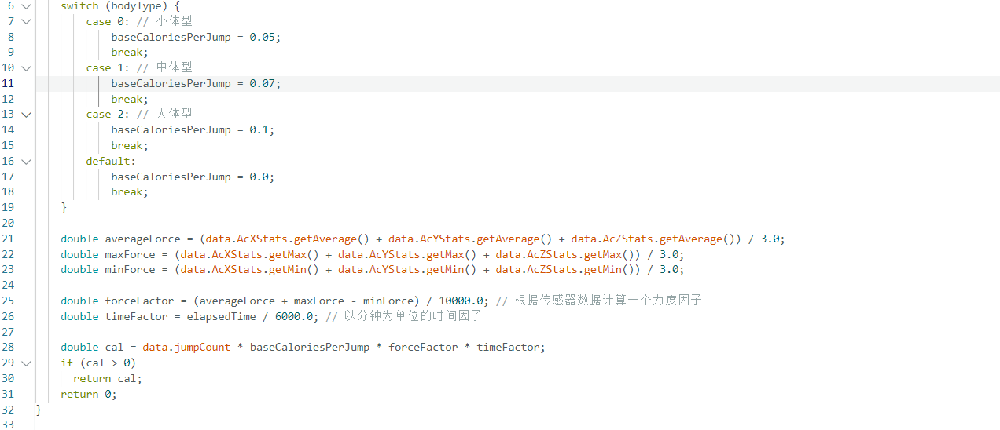 6 switch (bodyType) {
7 case 0: // 小体型
8 baseCaloriesPerJump = 0.05;
9 break;
10 case 1: // 中体型
11 baseCaloriesPerJump = 0.07;
12 break;
13 case 2: // 大体型
14 baseCaloriesPerJump = 0.1;
15 break;
16 default:
17 baseCaloriesPerJump = 0.0;
18 break;
19 }
20
21 double averageForce = (data.AcXStats.getAverage() + data.AcYStats.getAverage() + data.AcZStats.getAverage()) / 3.0;
22 double maxForce = (data.AcXStats.getMax() + data.AcYStats.getMax() + data.AcZStats.getMax()) / 3.0;
23 double minForce = (data.AcXStats.getMin() + data.AcYStats.getMin() + data.AcZStats.getMin()) / 3.0;
24
25 double forceFactor = (averageForce + maxForce - minForce) / 10000.0; // 根据传感器数据计算一个力度因子
26 double timeFactor = elapsedTime / 6000.0; // 以分钟为单位的时间因子
27
28 double cal = data.jumpCount * baseCaloriesPerJump * forceFactor * timeFactor;
29 if (cal > 0)
30 return cal;
31 return 0;
32 }
33